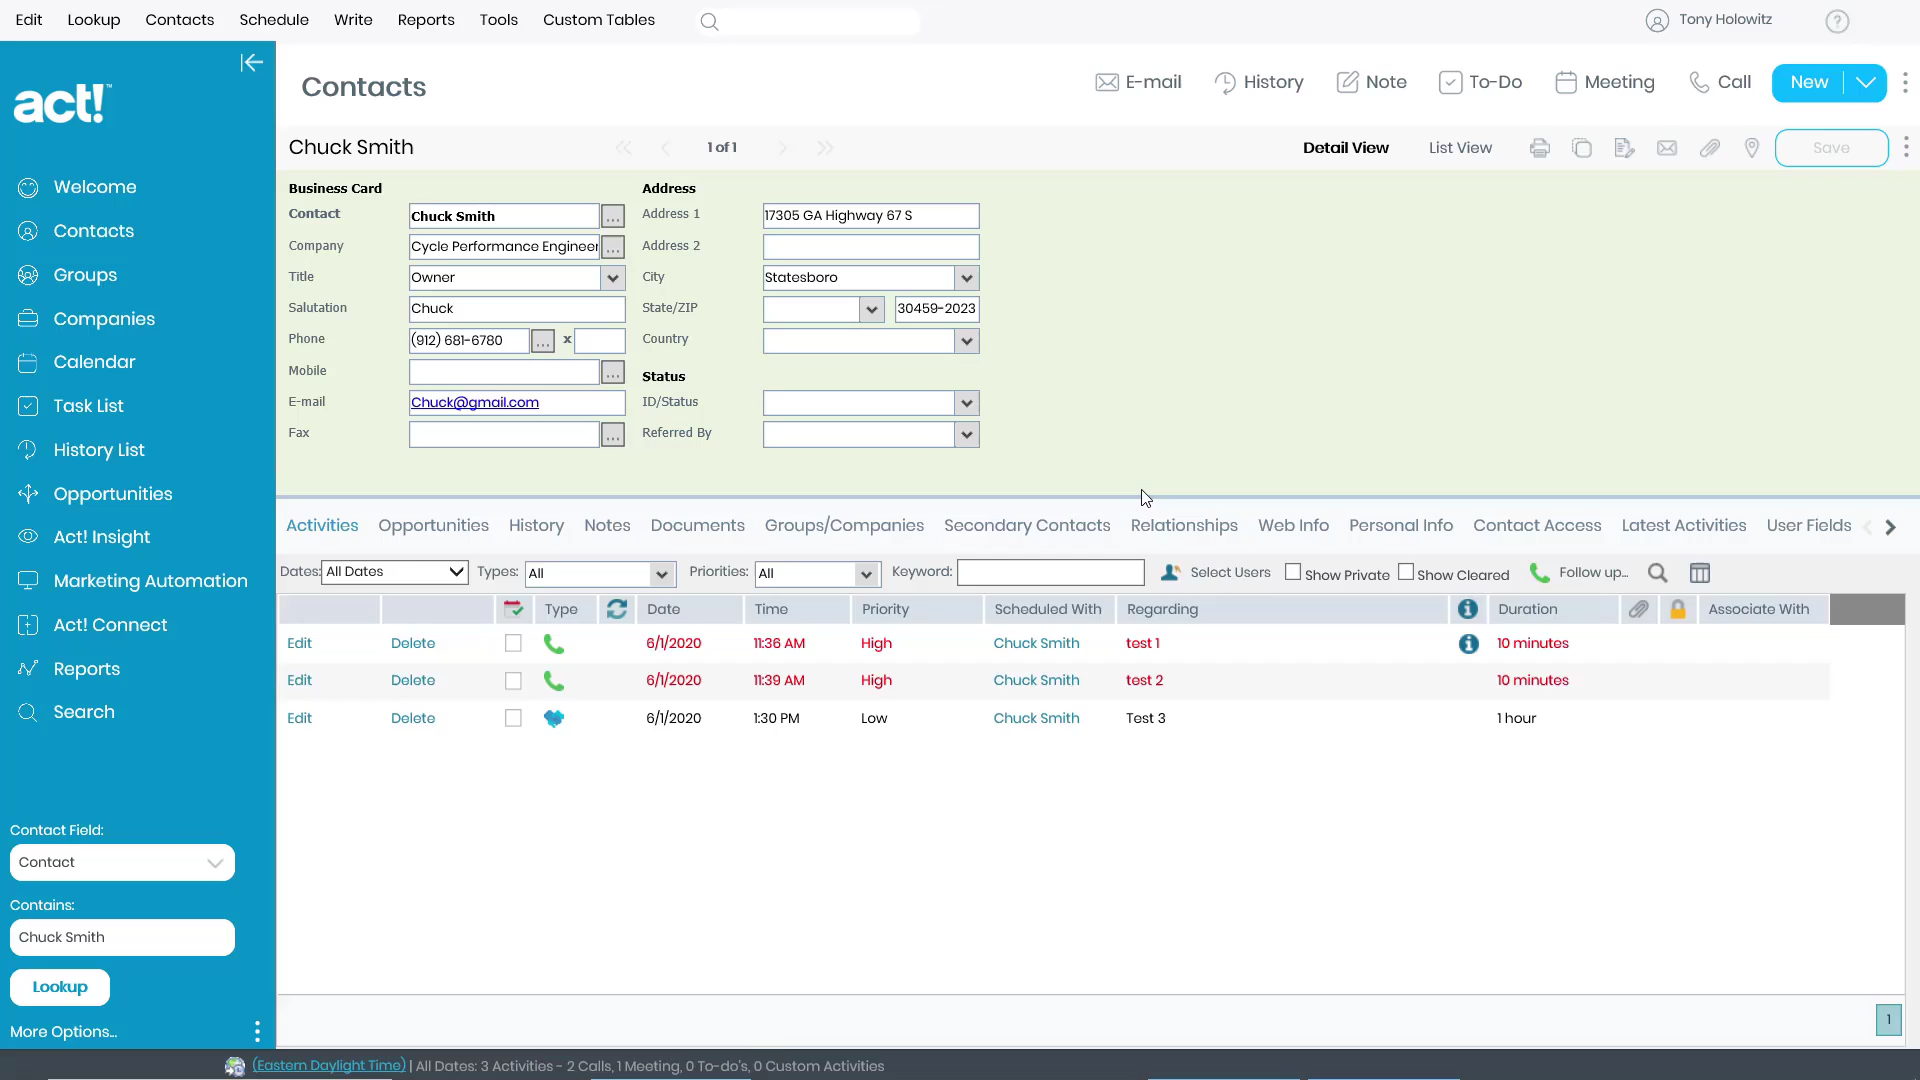 Edit Lookup Contacts Schedule Write Reports Tools Custom Tables Tony Holowitz ?
act!™
Contacts E-mail History Note To-Do Meeting Call New
Chuck Smith 1 of 1 Detail View List View Save
Welcome
Contacts
Groups
Companies
Calendar
Task List
History List
Opportunities
Act! Insight
Marketing Automation
Act! Connect
Reports
Search
Contact Field:
Contact
Contains:
Chuck Smith
Lookup
More Options...
Business Card Address
Contact Chuck Smith ... Address 1 17305 GA Highway 67 S
Company Cycle Performance Engineer ... Address 2
Title Owner City Statesboro
Salutation Chuck State/ZIP 30459-2023
Phone (912) 681-6780 ... x Country
Mobile ... Status
E-mail Chuck@gmail.com ID/Status
Fax ... Referred By
Activities Opportunities History Notes Documents Groups/Companies Secondary Contacts Relationships Web Info Personal Info Contact Access Latest Activities User Fields
Dates: All Dates Types: All Priorities: All Keyword: Select Users Show Private Show Cleared Follow up...
Type Date Time Priority Scheduled With Regarding Duration Associate With
Edit Delete 6/1/2020 11:36 AM High Chuck Smith test 1 10 minutes
Edit Delete 6/1/2020 11:39 AM High Chuck Smith test 2 10 minutes
Edit Delete 6/1/2020 1:30 PM Low Chuck Smith Test 3 1 hour
1
(Eastern Daylight Time) | All Dates: 3 Activities - 2 Calls, 1 Meeting, 0 To-do's, 0 Custom Activities